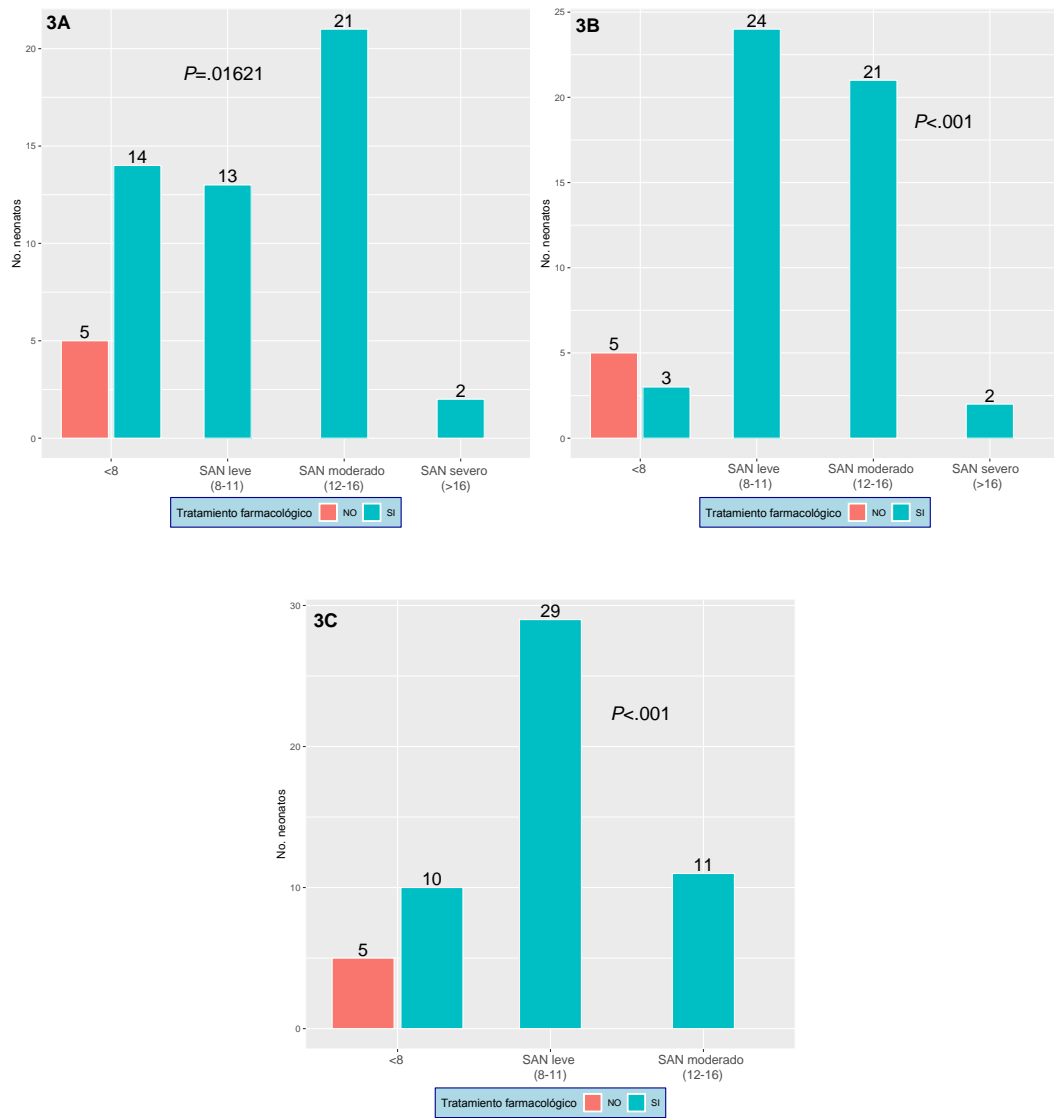 3A
P=.01621
No. neonatos
20
15
10
5
0
5
14
13
21
2
<8
SAN leve
(8-11)
SAN moderado
(12-16)
SAN severo
(>16)
Tratamiento farmacológico NO SI
3B
P<.001
No. neonatos
25
20
15
10
5
0
5
3
24
21
2
<8
SAN leve
(8-11)
SAN moderado
(12-16)
SAN severo
(>16)
Tratamiento farmacológico NO SI
3C
P<.001
No. neonatos
30
20
10
0
5
10
29
11
<8
SAN leve
(8-11)
SAN moderado
(12-16)
Tratamiento farmacológico NO SI